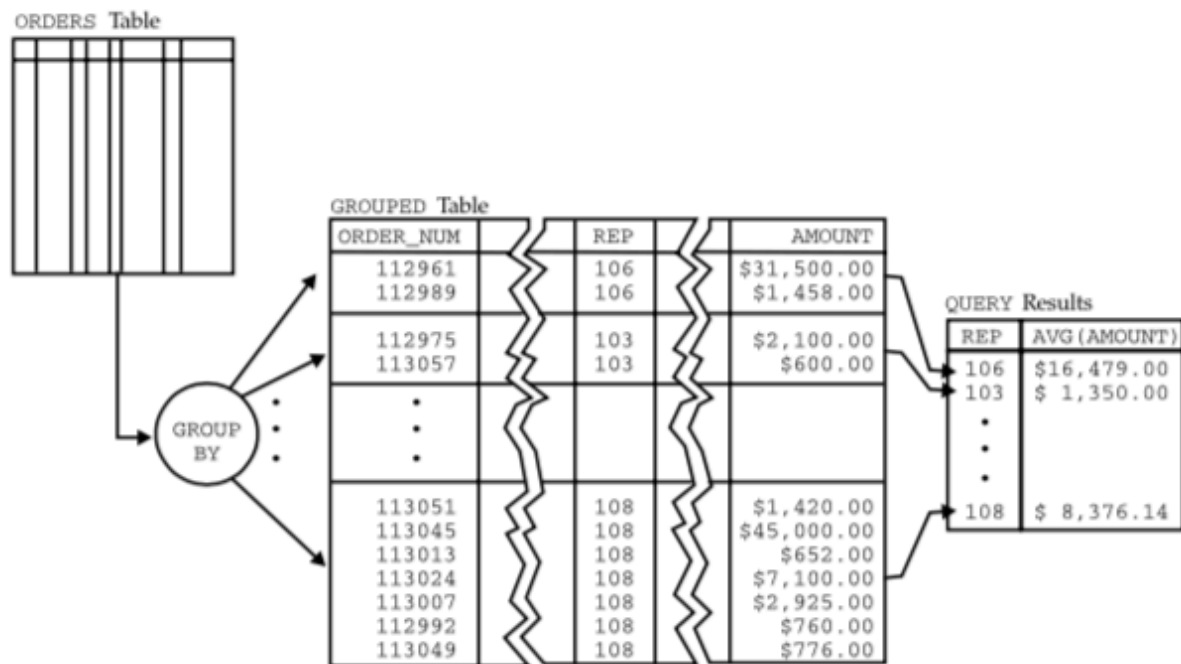 ORDERS Table
GROUP
BY
GROUPED Table
ORDER_NUM REP AMOUNT
112961 106 $31,500.00
112989 106 $1,458.00
112975 103 $2,100.00
113057 103 $600.00
113051 108 $1,420.00
113045 108 $45,000.00
113013 108 $652.00
113024 108 $7,100.00
113007 108 $2,925.00
112992 108 $760.00
113049 108 $776.00
QUERY Results
REP AVG(AMOUNT)
106 $16,479.00
103 $ 1,350.00
108 $ 8,376.14